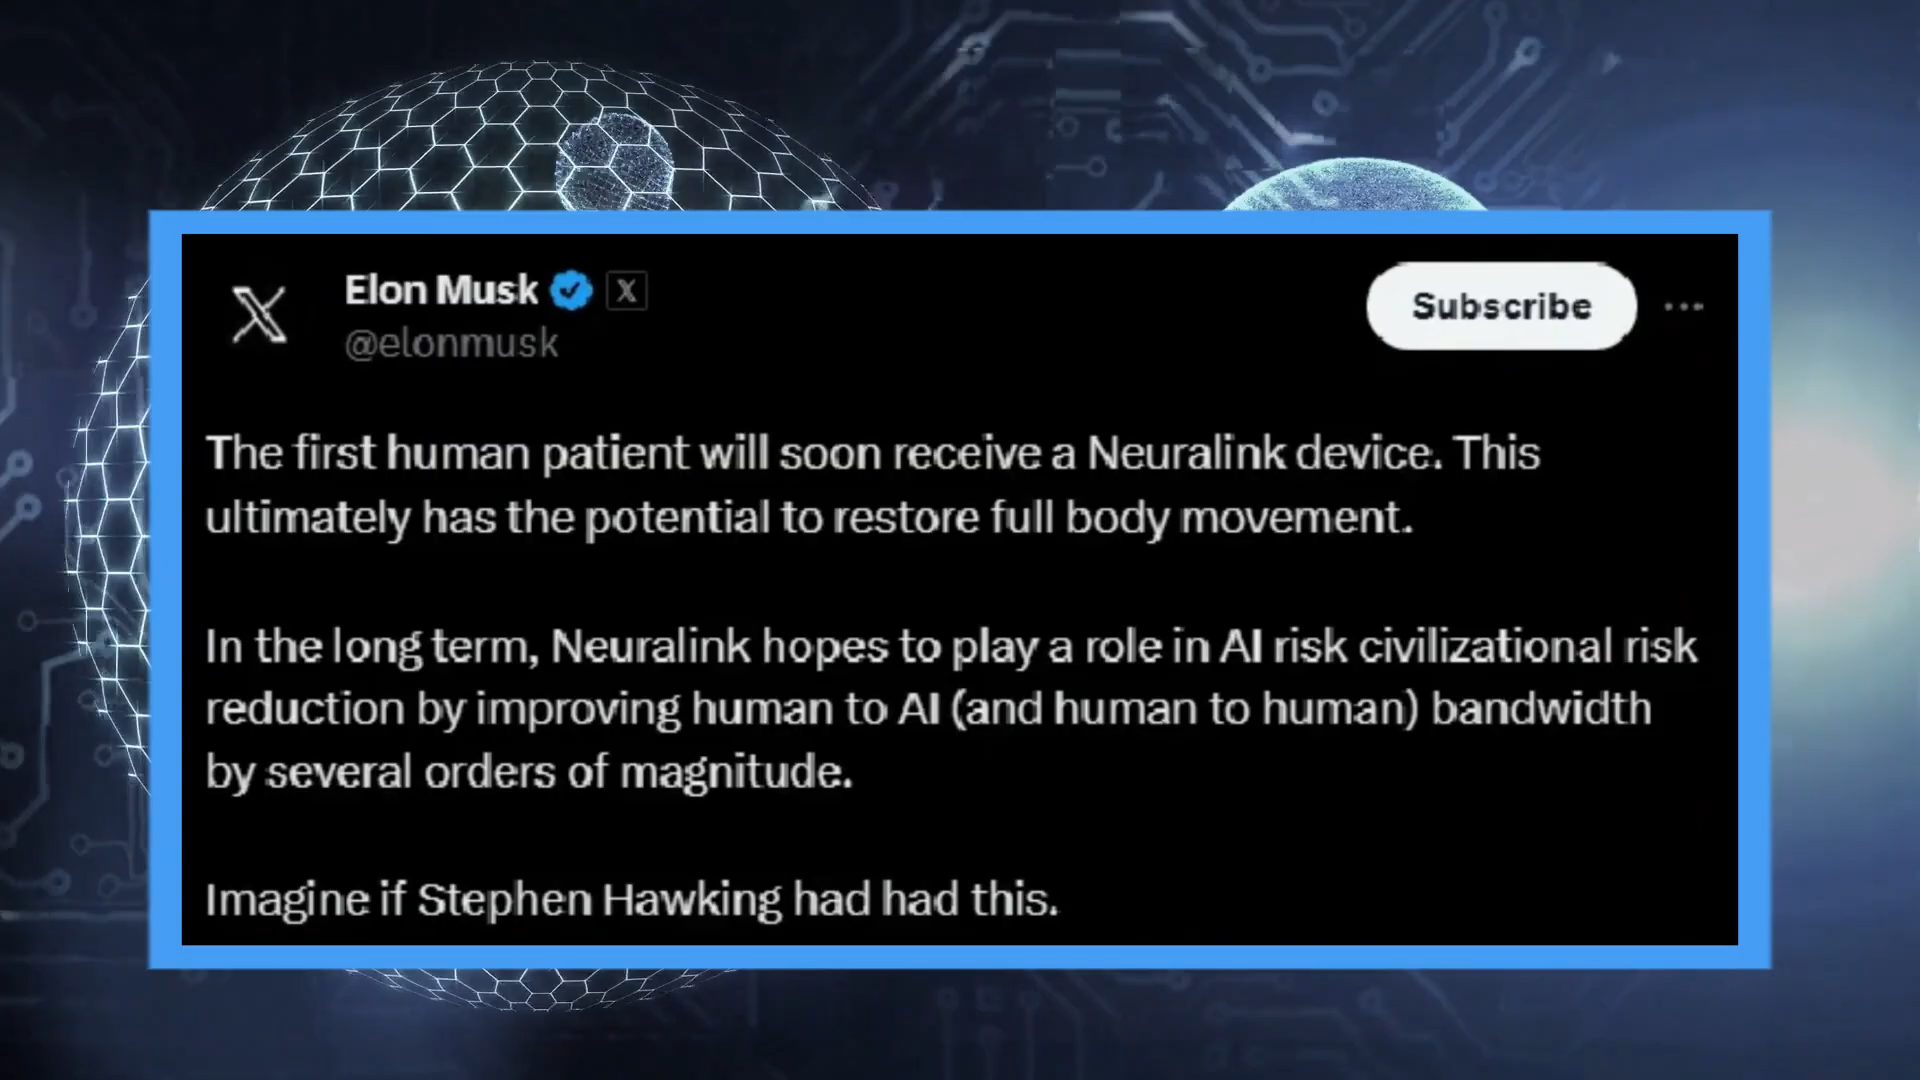 Elon Musk X
@elonmusk
Subscribe
The first human patient will soon receive a Neuralink device. This
ultimately has the potential to restore full body movement.
In the long term, Neuralink hopes to play a role in AI risk civilizational risk
reduction by improving human to AI (and human to human) bandwidth
by several orders of magnitude.
Imagine if Stephen Hawking had had this.